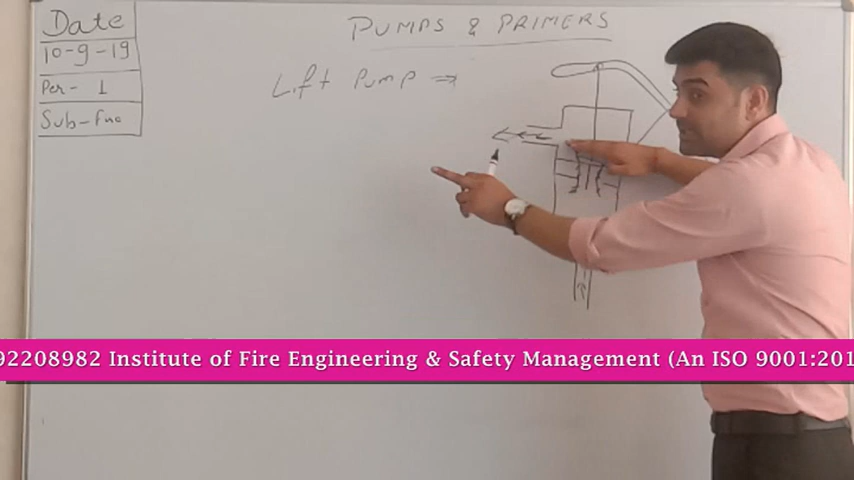 Date
10-9-19
Per- 1
Sub-fno
PUMPS & PRIMERS
Lift Pump ⇒
92208982 Institute of Fire Engineering & Safety Management (An ISO 9001:201